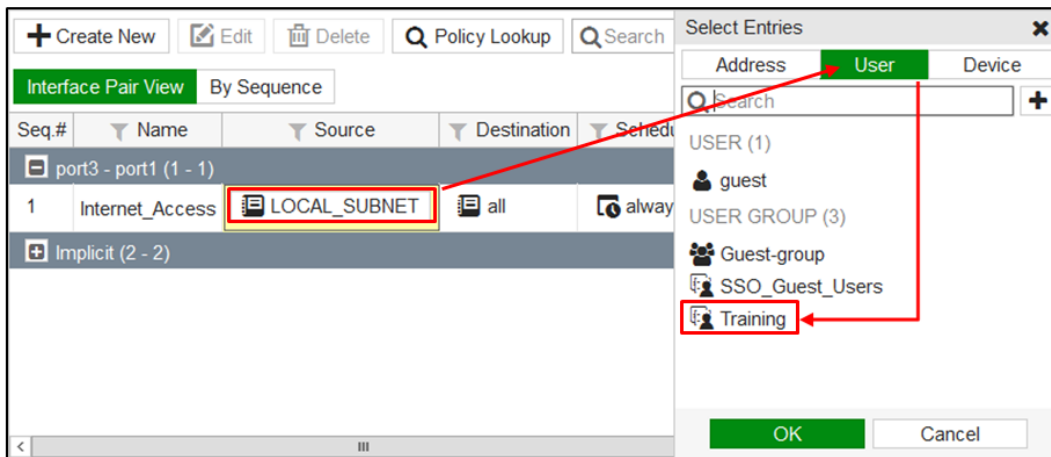 Create New Edit Delete Policy Lookup Search
Interface Pair View By Sequence
Seq.# Name Source Destination Schedu
port3 - port1 (1 - 1)
1 Internet_Access LOCAL_SUBNET all alway
Implicit (2 - 2)
Select Entries
Address User Device
Search
USER (1)
guest
USER GROUP (3)
Guest-group
SSO_Guest_Users
Training
OK Cancel